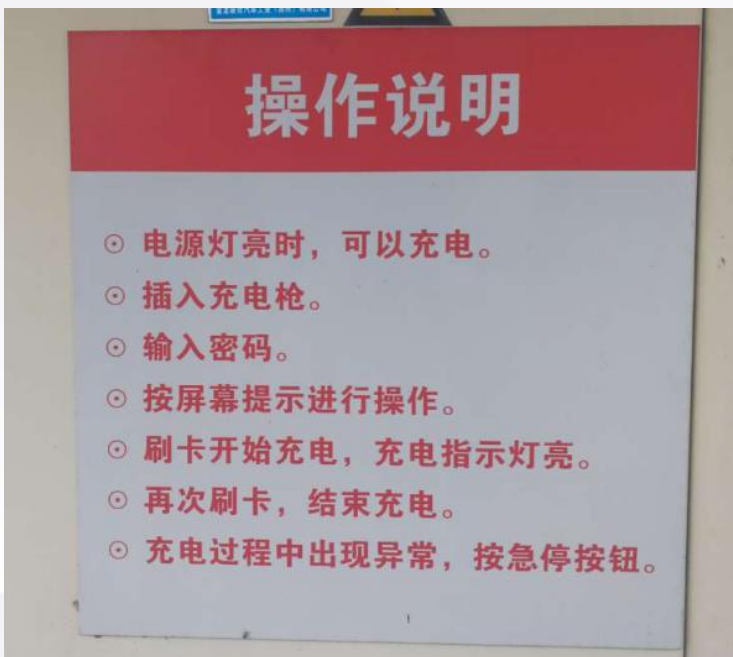 操作说明
⊙ 电源灯亮时，可以充电。
⊙ 插入充电枪。
⊙ 输入密码。
⊙ 按屏幕提示进行操作。
⊙ 刷卡开始充电，充电指示灯亮。
⊙ 再次刷卡，结束充电。
⊙ 充电过程中出现异常，按急停按钮。